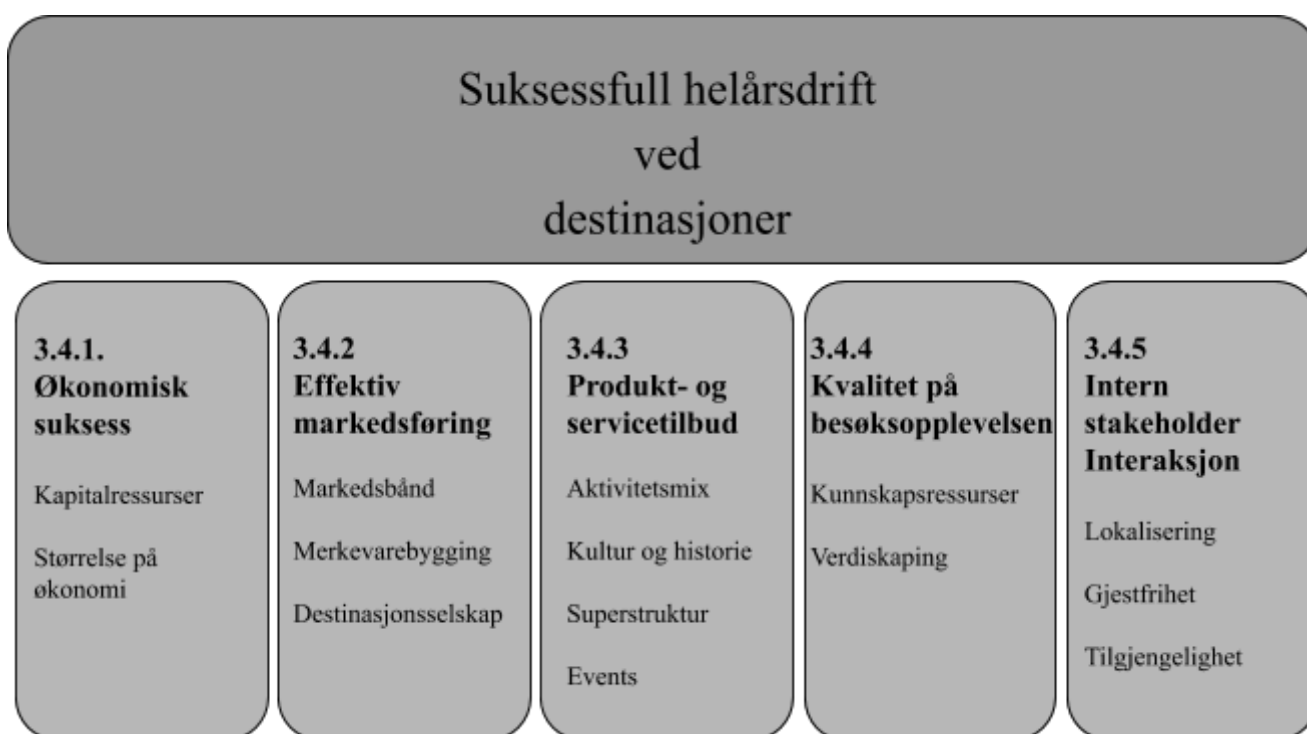 Suksessfull helårsdrift
ved
destinasjoner
3.4.1.
Økonomisk
suksess
Kapitalressurser
Størrelse på
økonomi
3.4.2
Effektiv
markedsføring
Markedsbånd
Merkevarebygging
Destinasjonsselskap
3.4.3
Produkt- og
servicetilbud
Aktivitetsmix
Kultur og historie
Superstruktur
Events
3.4.4
Kvalitet på
besøksopplevelsen
Kunnskapsressurser
Verdiskaping
3.4.5
Intern
stakeholder
Interaksjon
Lokalisering
Gjestfrihet
Tilgjengelighet